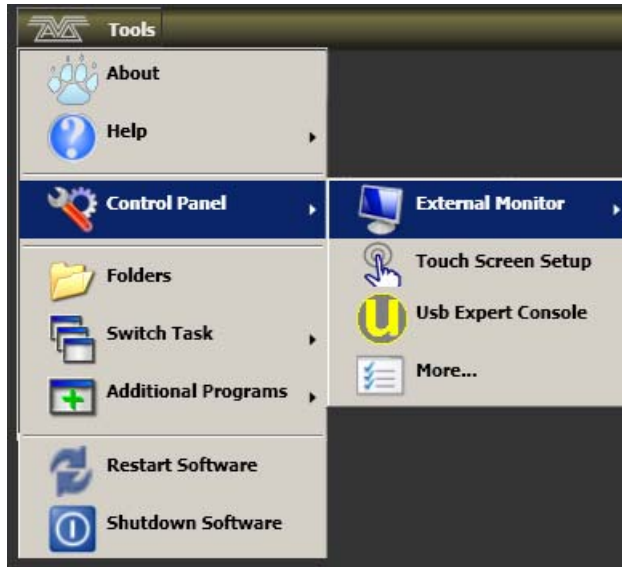 Tools
About
Help
Control Panel
Folders
Switch Task
Additional Programs
Restart Software
Shutdown Software
External Monitor
Touch Screen Setup
Usb Expert Console
More...